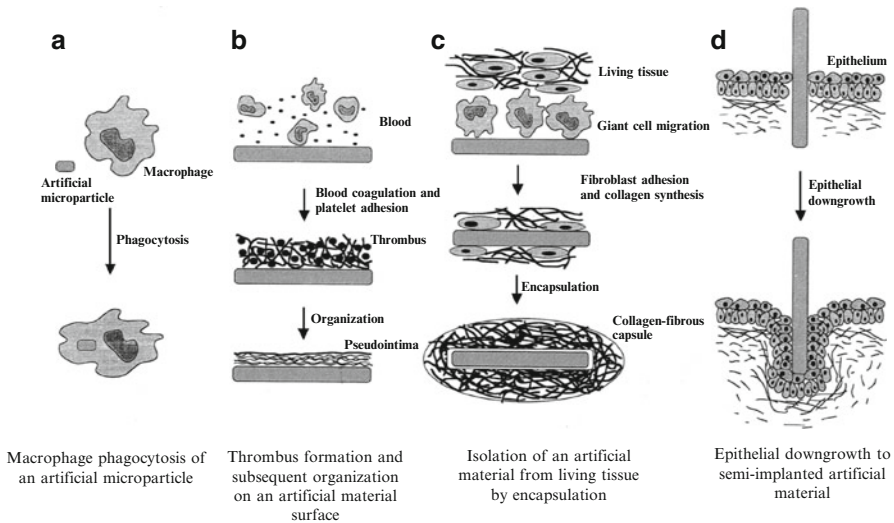 a
Macrophage
Artificial
microparticle
Phagocytosis
Macrophage phagocytosis of
an artificial microparticle
b
Blood
Blood coagulation and
platelet adhesion
Thrombus
Organization
Pseudointima
Thrombus formation and
subsequent organization
on an artificial material
surface
c
Living tissue
Giant cell migration
Fibroblast adhesion
and collagen synthesis
Encapsulation
Collagen-fibrous
capsule
Isolation of an artificial
material from living tissue
by encapsulation
d
Epithelium
Epithelial
downgrowth
Epithelial downgrowth to
semi-implanted artificial
material